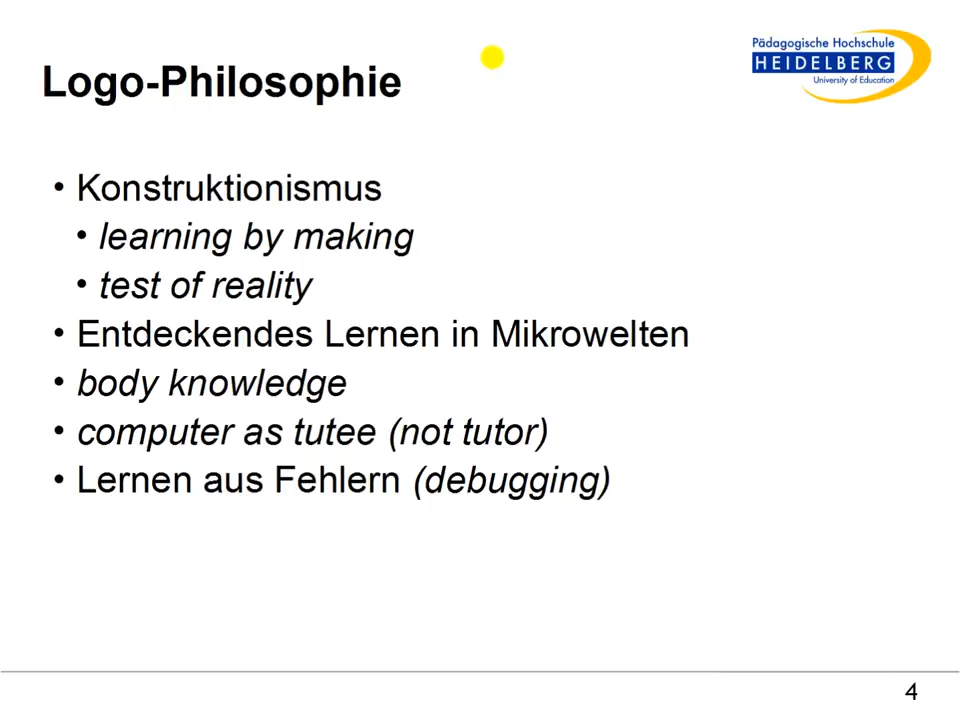 Pädagogische Hochschule
HEIDELBERG
University of Education
Logo-Philosophie
• Konstruktionismus
• learning by making
• test of reality
• Entdeckendes Lernen in Mikrowelten
• body knowledge
• computer as tutee (not tutor)
• Lernen aus Fehlern (debugging)
4